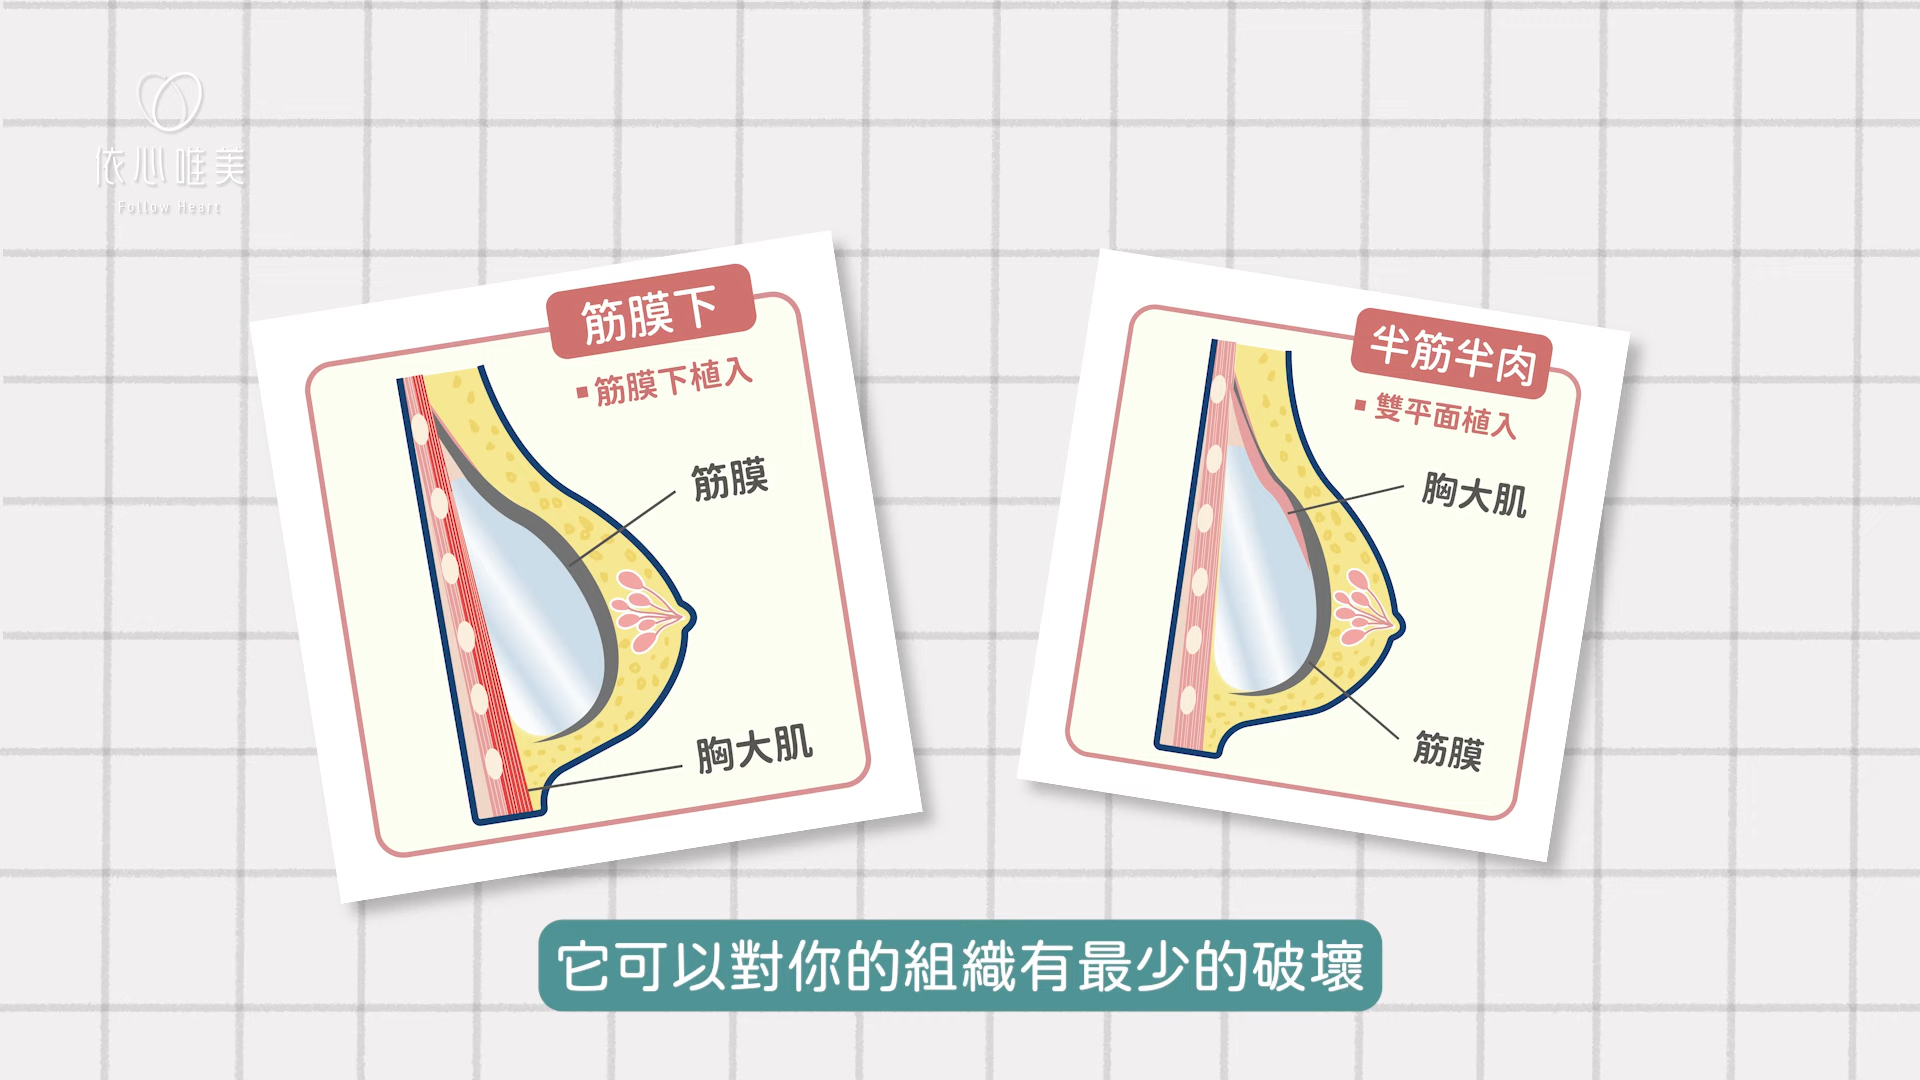 依心唯美
Follow Heart
筋膜下
▪筋膜下植入
筋膜
胸大肌
半筋半肉
▪雙平面植入
胸大肌
筋膜
它可以對你的組織有最少的破壞